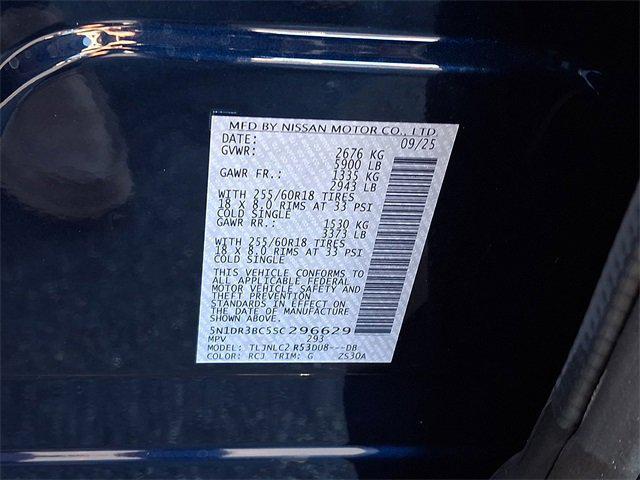 MFD BY NISSAN MOTOR CO., LTD.
DATE: 09/25
GVWR: 2676 KG
5900 LB
GAWR FR.: 1335 KG
2943 LB
WITH 255/60R18 TIRES
18 X 8.0 RIMS AT 33 PSI
COLD SINGLE
GAWR RR.: 1530 KG
3373 LB
WITH 255/60R18 TIRES
18 X 8.0 RIMS AT 33 PSI
COLD SINGLE
THIS VEHICLE CONFORMS TO
ALL APPLICABLE FEDERAL
MOTOR VEHICLE SAFETY AND
THEFT PREVENTION
STANDARDS IN EFFECT ON
THE DATE OF MANUFACTURE
SHOWN ABOVE.
5N1DR3BC5SC296629
MPV 293
MODEL: TLJNLC2 R53DU8---DB
COLOR: RCJ TRIM: G ZS30A